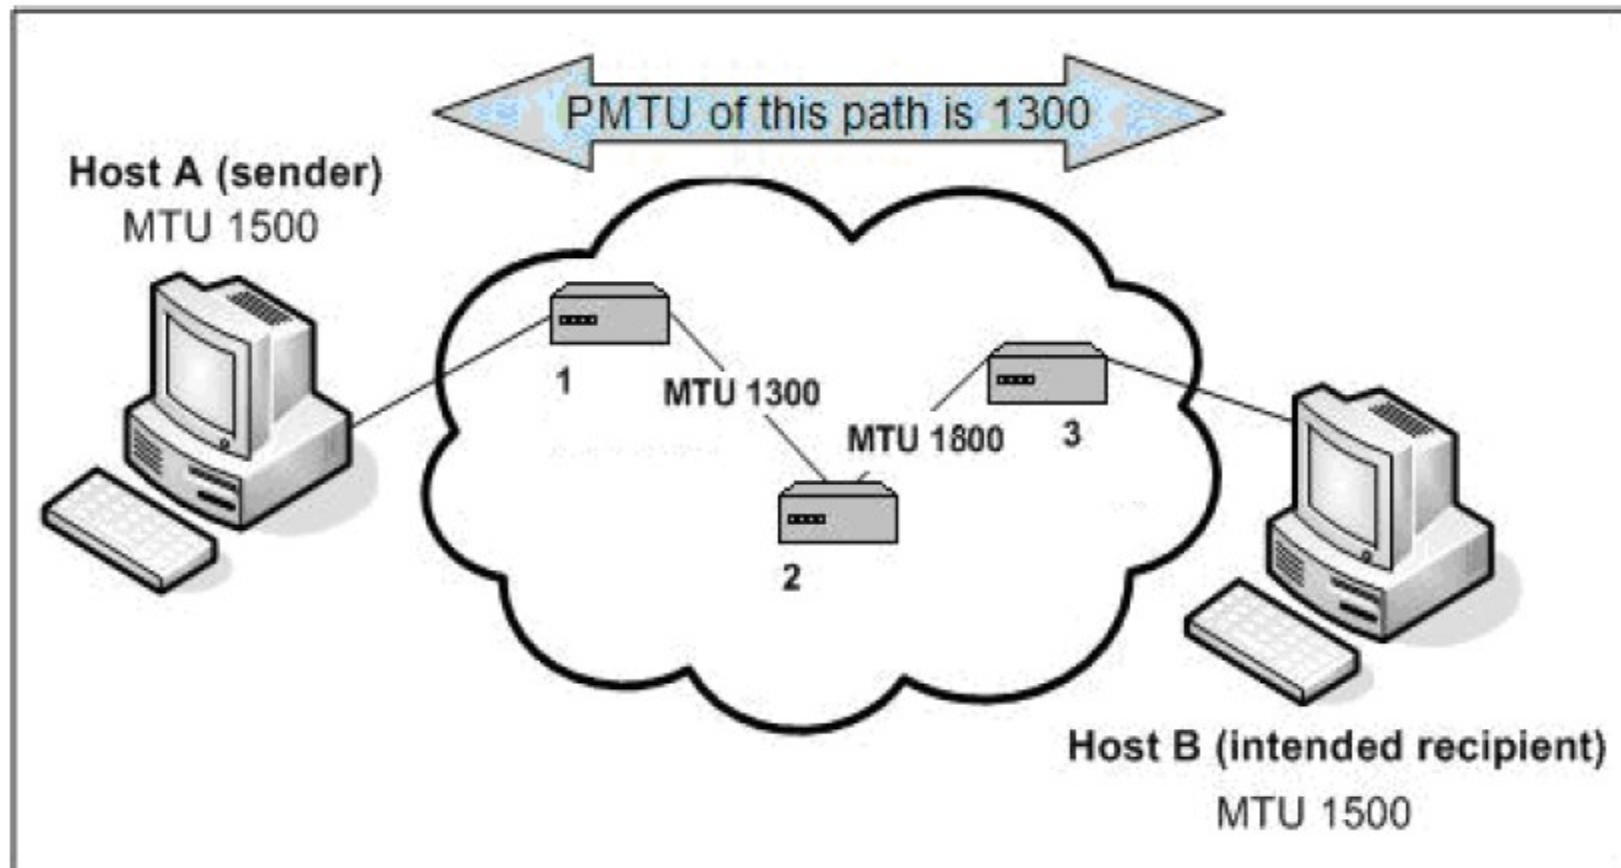 PMTU of this path is 1300
Host A (sender)
MTU 1500
1
MTU 1300
MTU 1800
3
2
Host B (intended recipient)
MTU 1500